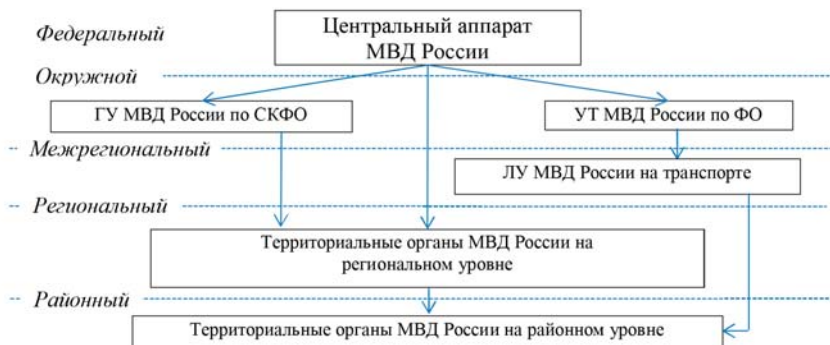 Федеральный
Центральный аппарат
МВД России
Окружной
ГУ МВД России по СКФО
УТ МВД России по ФО
Межрегиональный
ЛУ МВД России на транспорте
Региональный
Территориальные органы МВД России на
региональном уровне
Районный
Территориальные органы МВД России на районном уровне